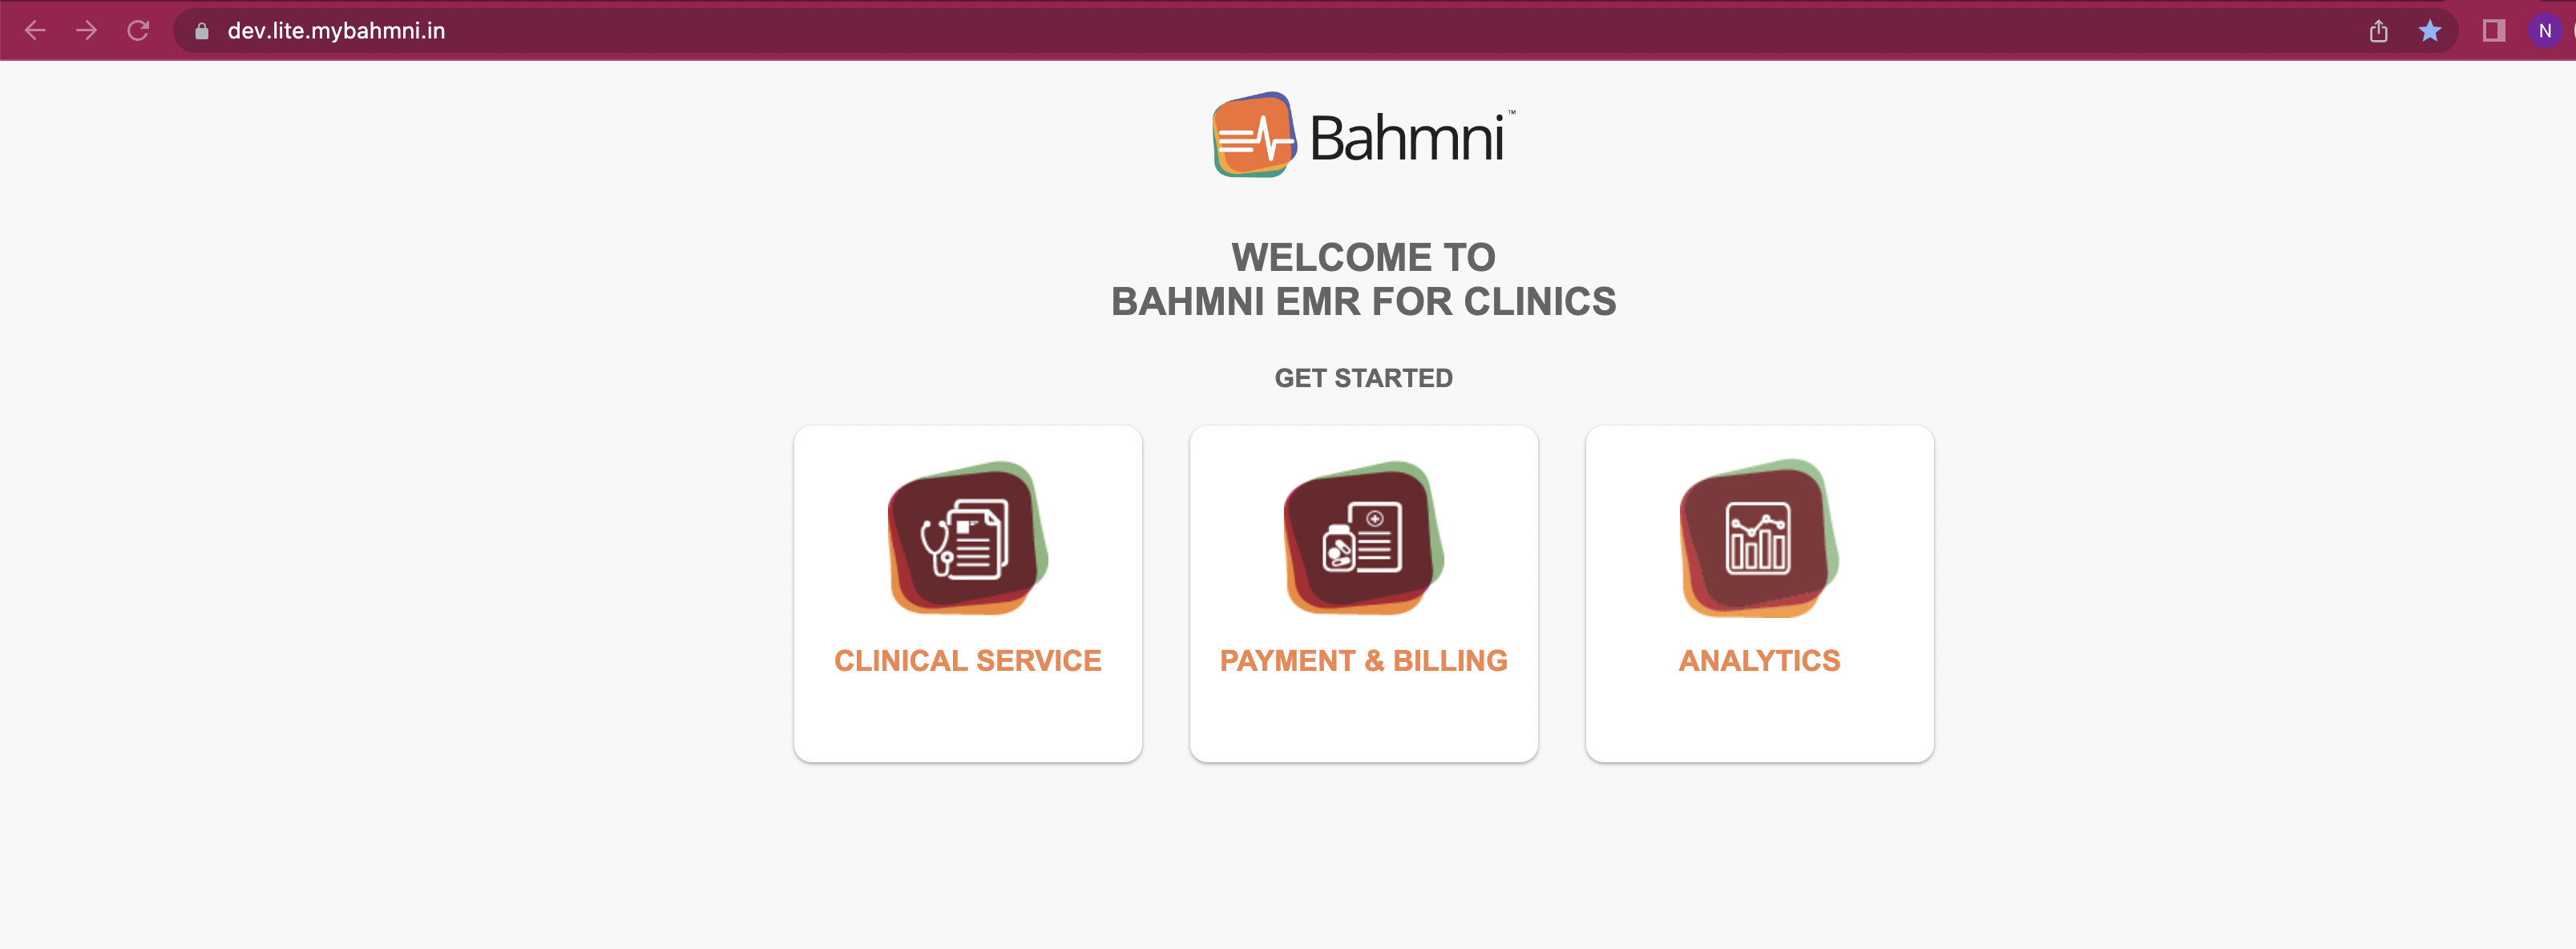 dev.lite.mybahmni.in
N
Bahmni™
WELCOME TO
BAHMNI EMR FOR CLINICS
GET STARTED
CLINICAL SERVICE
PAYMENT & BILLING
ANALYTICS